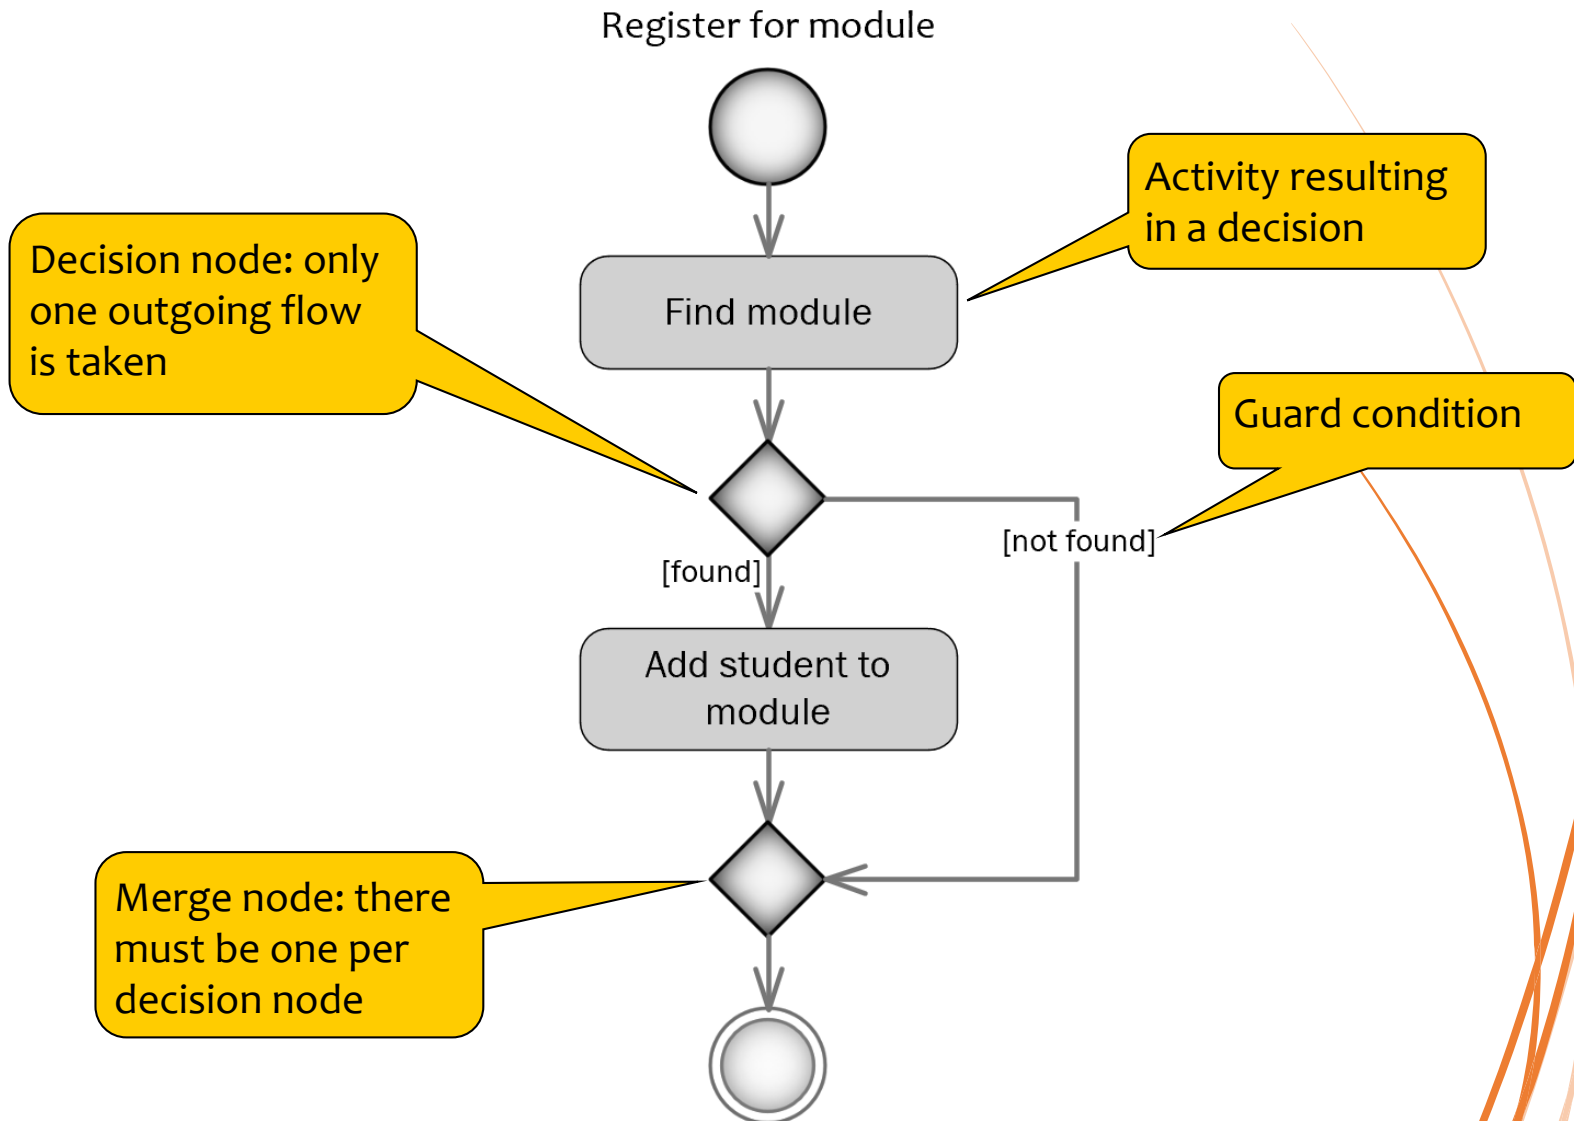 Register for module
Activity resulting
in a decision
Decision node: only
one outgoing flow
is taken
Find module
Guard condition
[not found]
[found]
Add student to
module
Merge node: there
must be one per
decision node